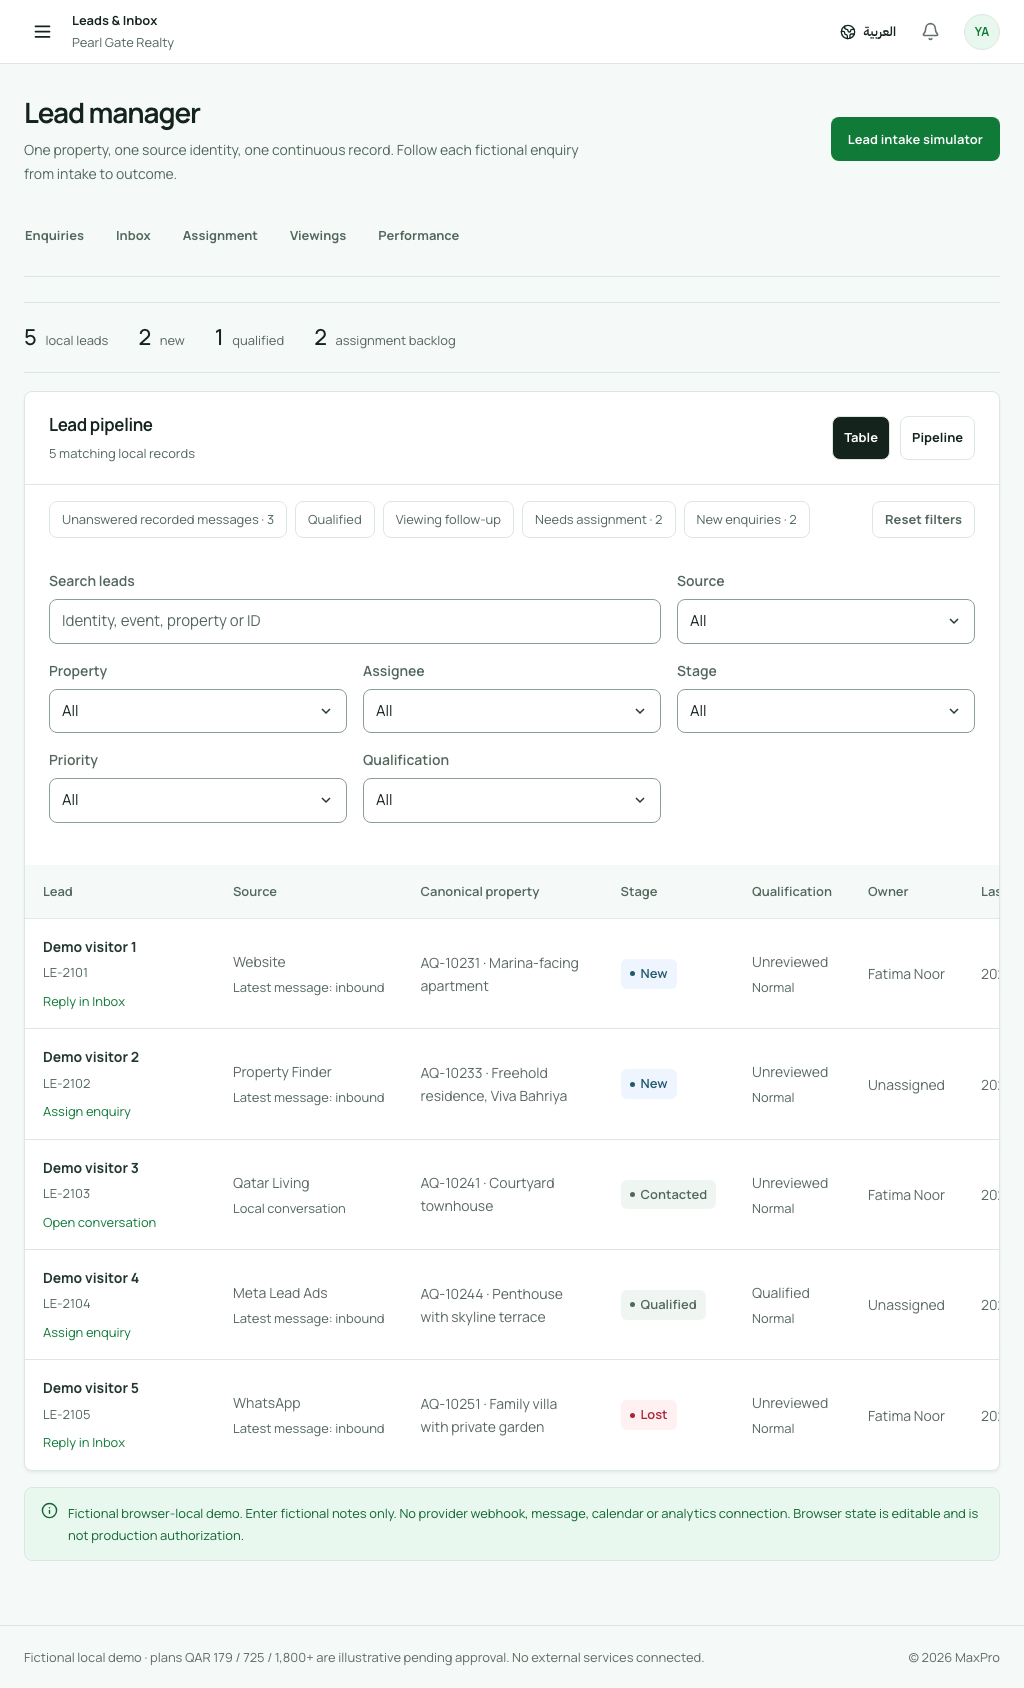 Leads & Inbox
Pearl Gate Realty
العربية
YA
Lead manager
One property, one source identity, one continuous record. Follow each fictional enquiry
from intake to outcome.
Lead intake simulator
Enquiries Inbox Assignment Viewings Performance
5 local leads 2 new 1 qualified 2 assignment backlog
Lead pipeline
5 matching local records
Table Pipeline
Unanswered recorded messages · 3 Qualified Viewing follow-up Needs assignment · 2 New enquiries · 2 Reset filters
Search leads Source
Identity, event, property or ID All
Property Assignee Stage
All All All
Priority Qualification
All All
Lead Source Canonical property Stage Qualification Owner
Demo visitor 1
LE-2101
Reply in Inbox
Website
Latest message: inbound
AQ-10231 · Marina-facing
apartment
New
Unreviewed
Normal
Fatima Noor
Demo visitor 2
LE-2102
Assign enquiry
Property Finder
Latest message: inbound
AQ-10233 · Freehold
residence, Viva Bahriya
New
Unreviewed
Normal
Unassigned
Demo visitor 3
LE-2103
Open conversation
Qatar Living
Local conversation
AQ-10241 · Courtyard
townhouse
Contacted
Unreviewed
Normal
Fatima Noor
Demo visitor 4
LE-2104
Assign enquiry
Meta Lead Ads
Latest message: inbound
AQ-10244 · Penthouse
with skyline terrace
Qualified
Qualified
Normal
Unassigned
Demo visitor 5
LE-2105
Reply in Inbox
WhatsApp
Latest message: inbound
AQ-10251 · Family villa
with private garden
Lost
Unreviewed
Normal
Fatima Noor
Fictional browser-local demo. Enter fictional notes only. No provider webhook, message, calendar or analytics connection. Browser state is editable and is
not production authorization.
Fictional local demo · plans QAR 179 / 725 / 1,800+ are illustrative pending approval. No external services connected.
© 2026 MaxPro